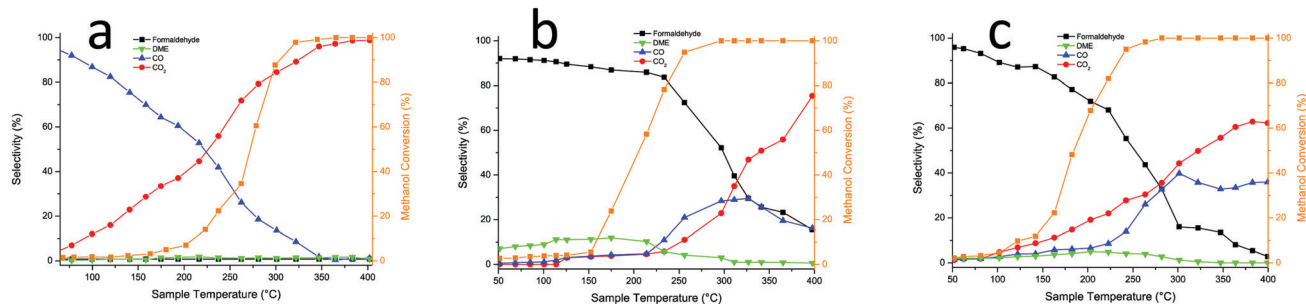 a
100
80
60
40
20
0
Selectivity (%)
Formaldehyde
DME
CO
CO₂
100
80
60
40
20
0
Methanol Conversion (%)
100
150
200
250
300
350
400
Sample Temperature (°C)
b
100
80
60
40
20
0
Selectivity (%)
Formaldehyde
DME
CO
CO₂
100
80
60
40
20
0
Methanol Conversion (%)
50
100
150
200
250
300
350
400
Sample Temperature (°C)
c
100
80
60
40
20
0
Selectivity (%)
Formaldehyde
DME
CO
CO₂
100
80
60
40
20
0
Methanol Conversion (%)
50
100
150
200
250
300
350
400
Sample Temperature (°C)